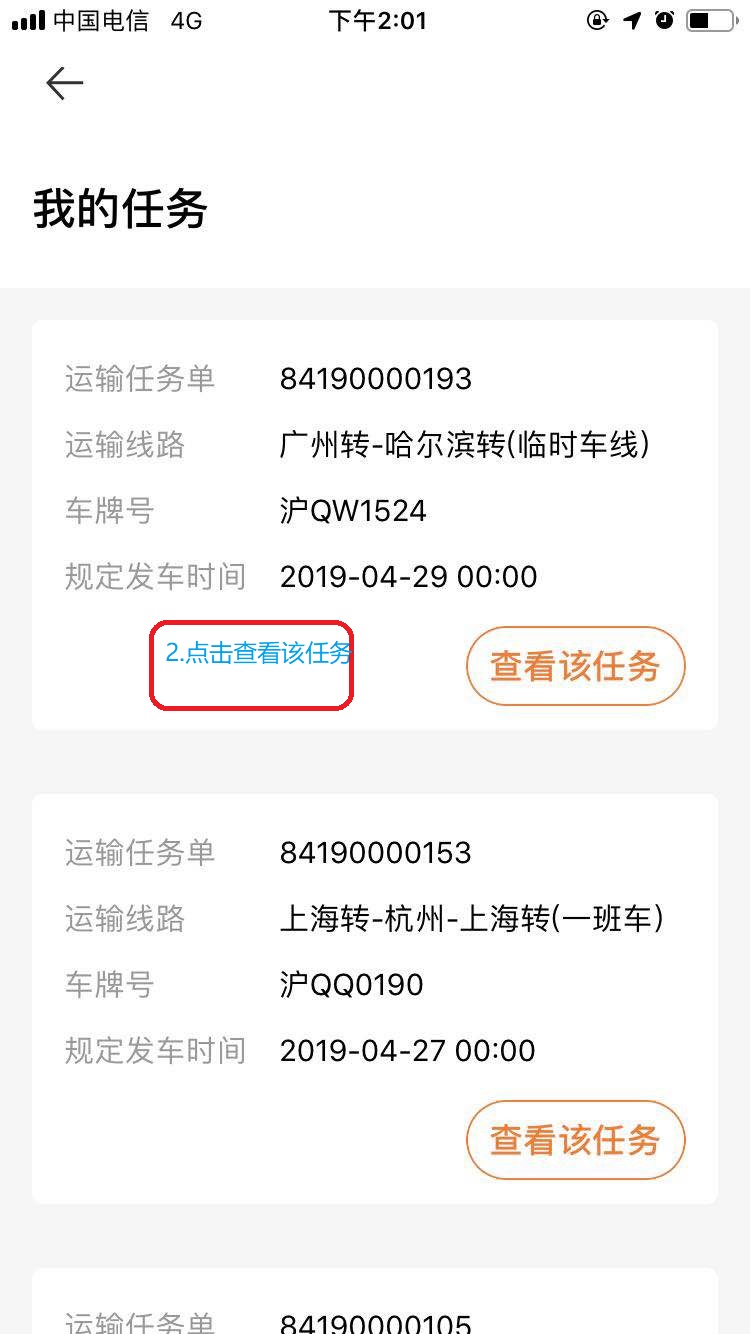 中国电信 4G 下午2:01
我的任务
运输任务单 84190000193
运输线路 广州转-哈尔滨转(临时车线)
车牌号 沪QW1524
规定发车时间 2019-04-29 00:00
2.点击查看该任务 查看该任务
运输任务单 84190000153
运输线路 上海转-杭州-上海转(一班车)
车牌号 沪QQ0190
规定发车时间 2019-04-27 00:00
查看该任务
运输任务单 84190000105